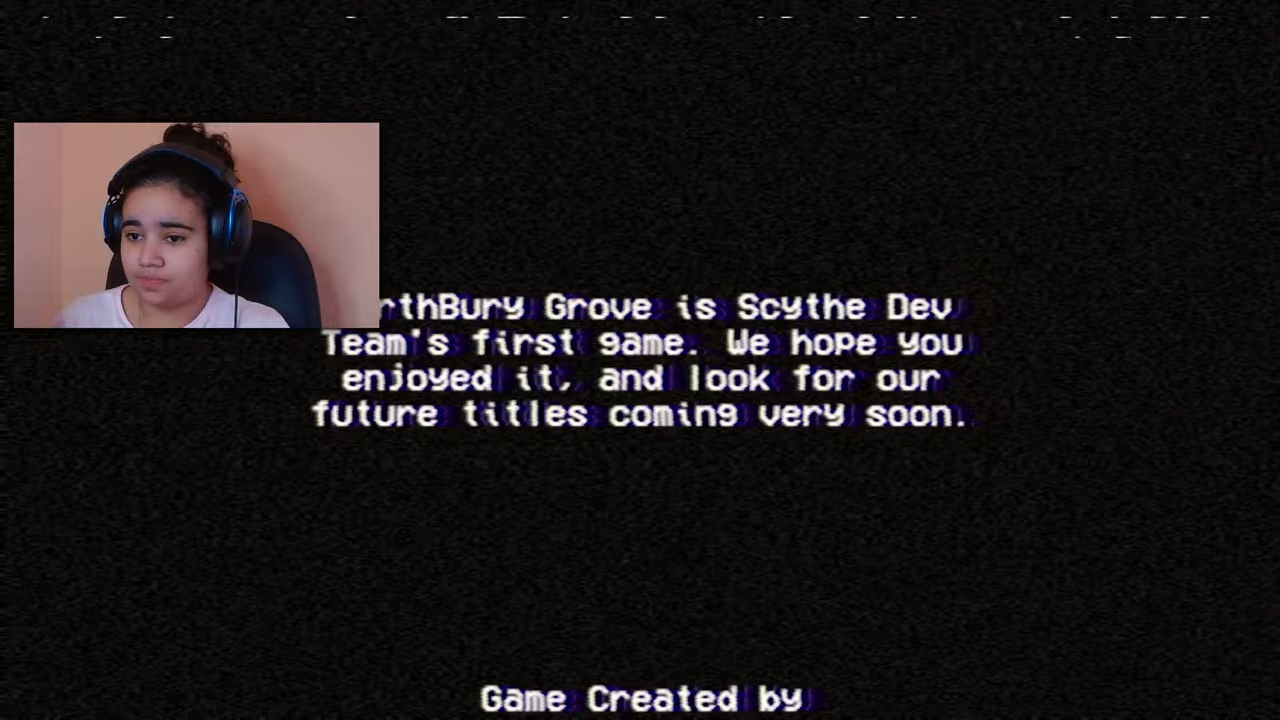 Grove is Scythe Dev
Team's first game. We hope you
enjoyed it, and look for our
future titles coming very soon.
Game Created by